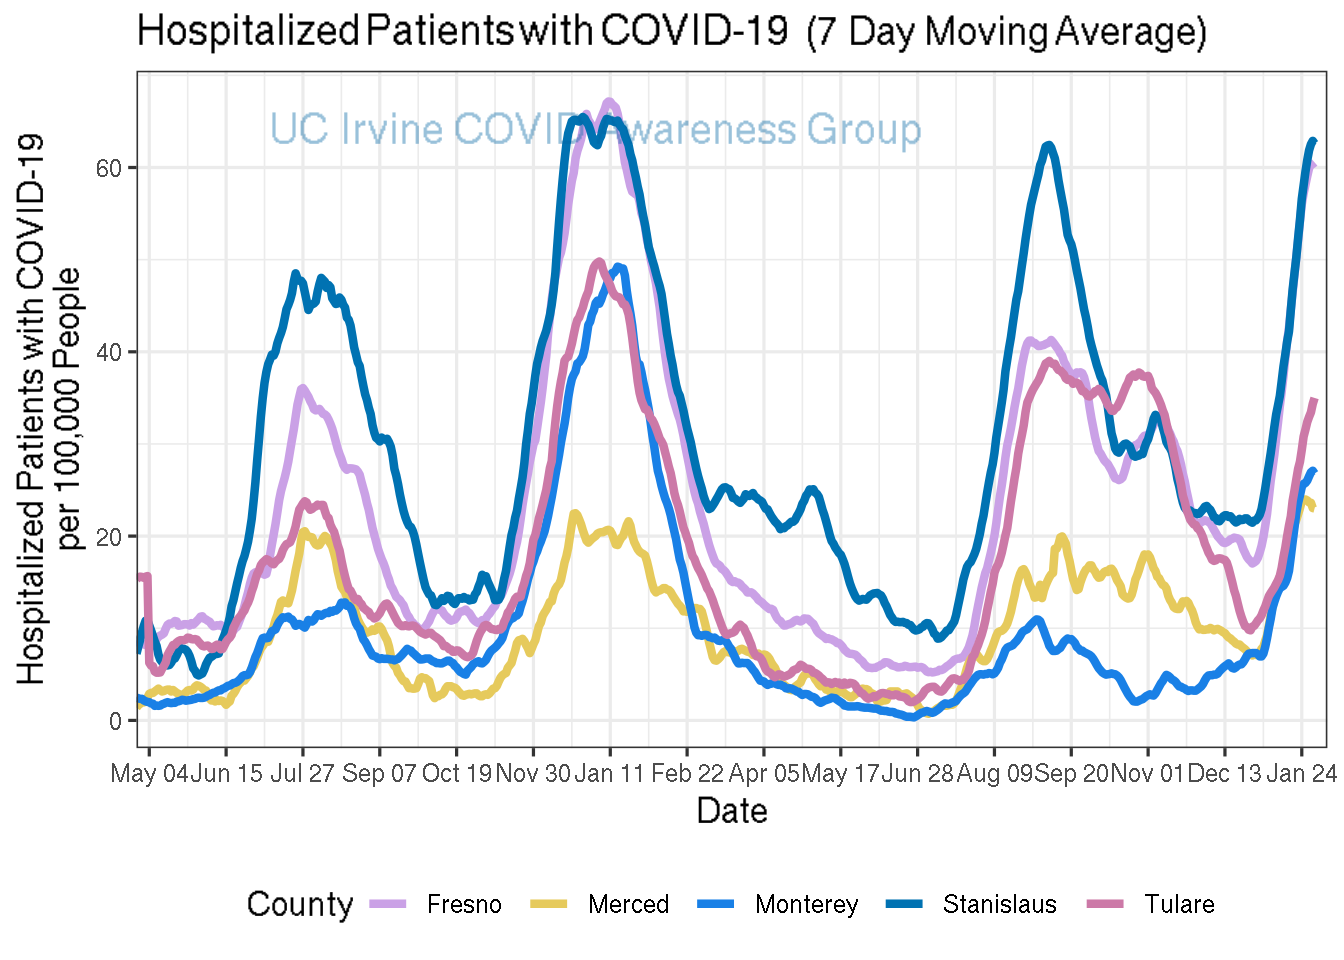 Hospitalized Patients with COVID-19 (7 Day Moving Average)
UC Irvine COVID Awareness Group
Hospitalized Patients with COVID-19
per 100,000 People
60
40
20
0
May 04 Jun 15 Jul 27 Sep 07 Oct 19 Nov 30 Jan 11 Feb 22 Apr 05 May 17 Jun 28 Aug 09 Sep 20 Nov 01 Dec 13 Jan 24
Date
County Fresno Merced Monterey Stanislaus Tulare